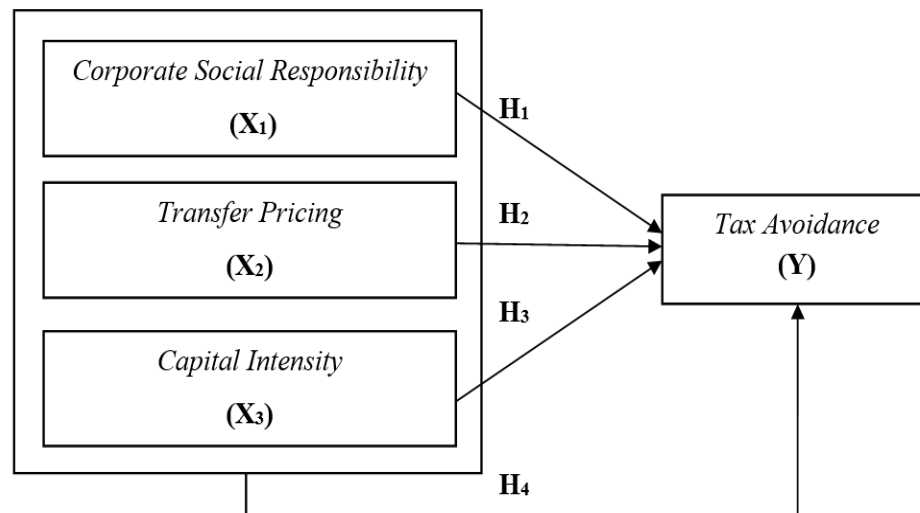 Corporate Social Responsibility
(X₁)
H₁
Transfer Pricing
(X₂)
H₂
Tax Avoidance
(Y)
H₃
Capital Intensity
(X₃)
H₄